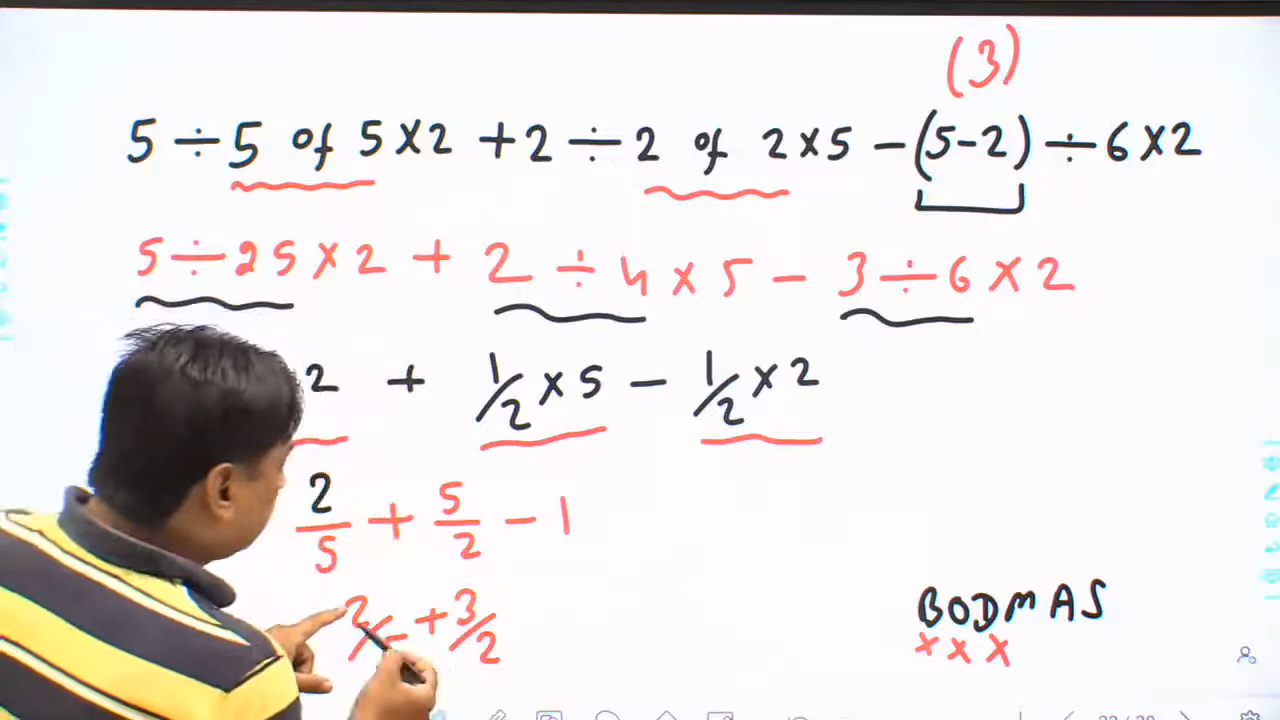 (3)
5 ÷ 5 of 5 × 2 + 2 ÷ 2 of 2 × 5 - (5 - 2) ÷ 6 × 2
5 ÷ 25 × 2 + 2 ÷ 4 × 5 - 3 ÷ 6 × 2
2 + 1/2 × 5 - 1/2 × 2
2/5 + 5/2 - 1
+ 3/2
BODMAS
× × ×